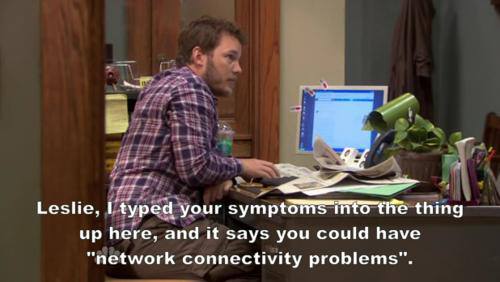 Leslie, I typed your symptoms into the thing
up here, and it says you could have
"network connectivity problems".